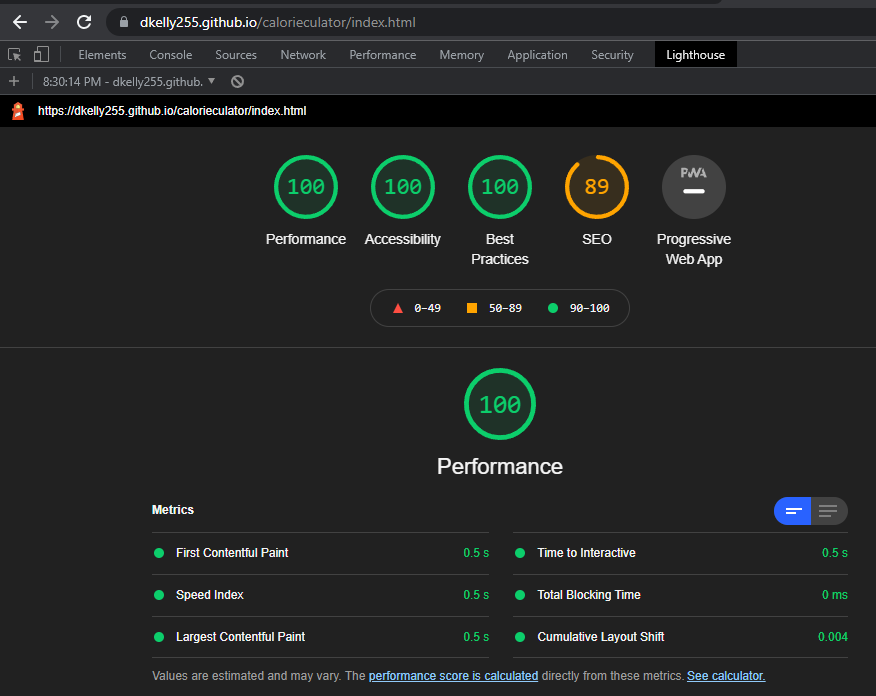 dkelly255.github.io/calorieculator/index.html
Elements Console Sources Network Performance Memory Application Security Lighthouse
8:30:14 PM - dkelly255.github.
https://dkelly255.github.io/calorieculator/index.html
100 100 100 89 PWA
Performance Accessibility Best Practices SEO Progressive Web App
0–49 50–89 90–100
100
Performance
Metrics
First Contentful Paint 0.5 s Time to Interactive 0.5 s
Speed Index 0.5 s Total Blocking Time 0 ms
Largest Contentful Paint 0.5 s Cumulative Layout Shift 0.004
Values are estimated and may vary. The performance score is calculated directly from these metrics. See calculator.